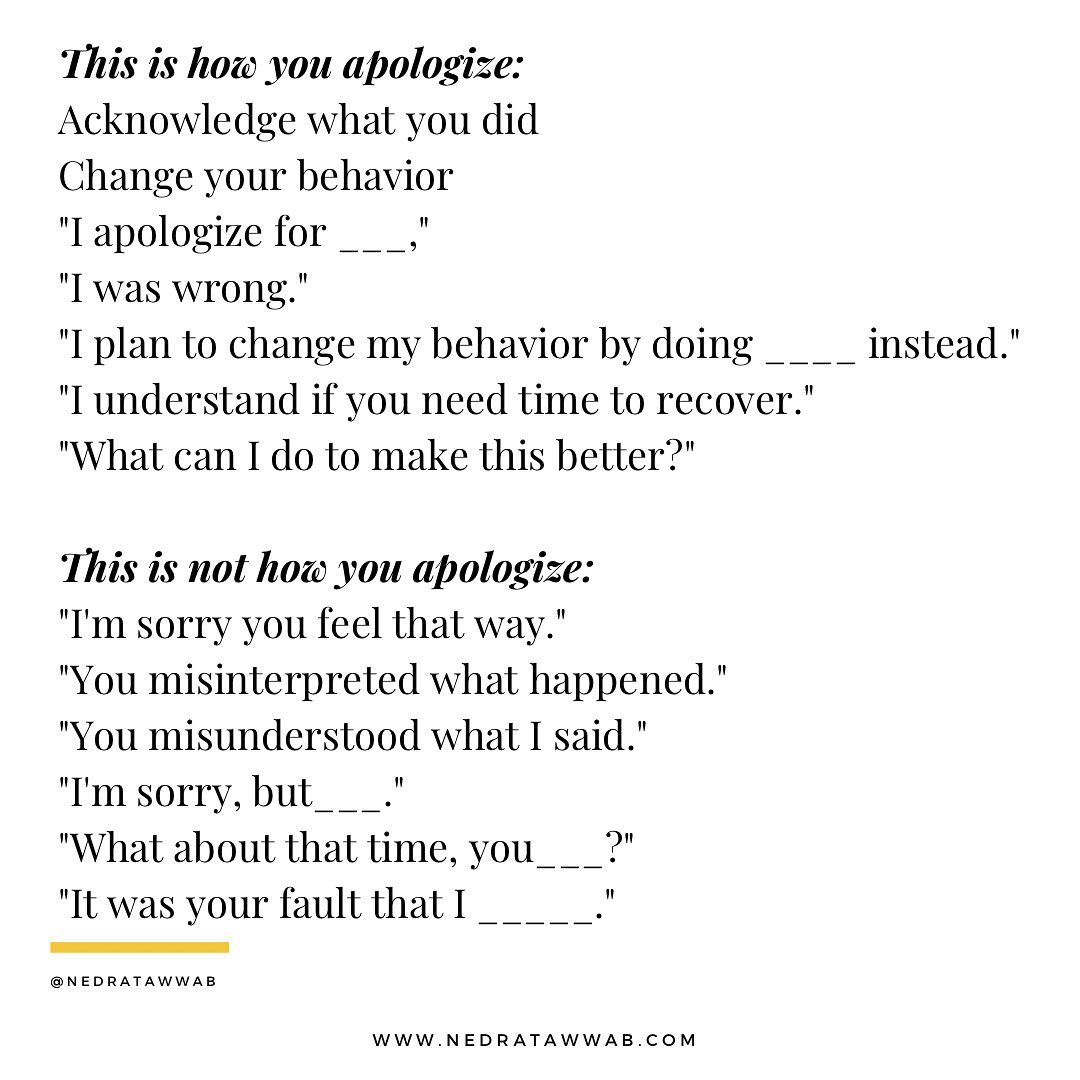 This is how you apologize:
Acknowledge what you did
Change your behavior
"I apologize for ___,"
"I was wrong."
"I plan to change my behavior by doing ____ instead."
"I understand if you need time to recover."
"What can I do to make this better?"
This is not how you apologize:
"I'm sorry you feel that way."
"You misinterpreted what happened."
"You misunderstood what I said."
"I'm sorry, but___."
"What about that time, you___?"
"It was your fault that I _____."
@NEDRATAWWAB
WWW.NEDRATAWWAB.COM